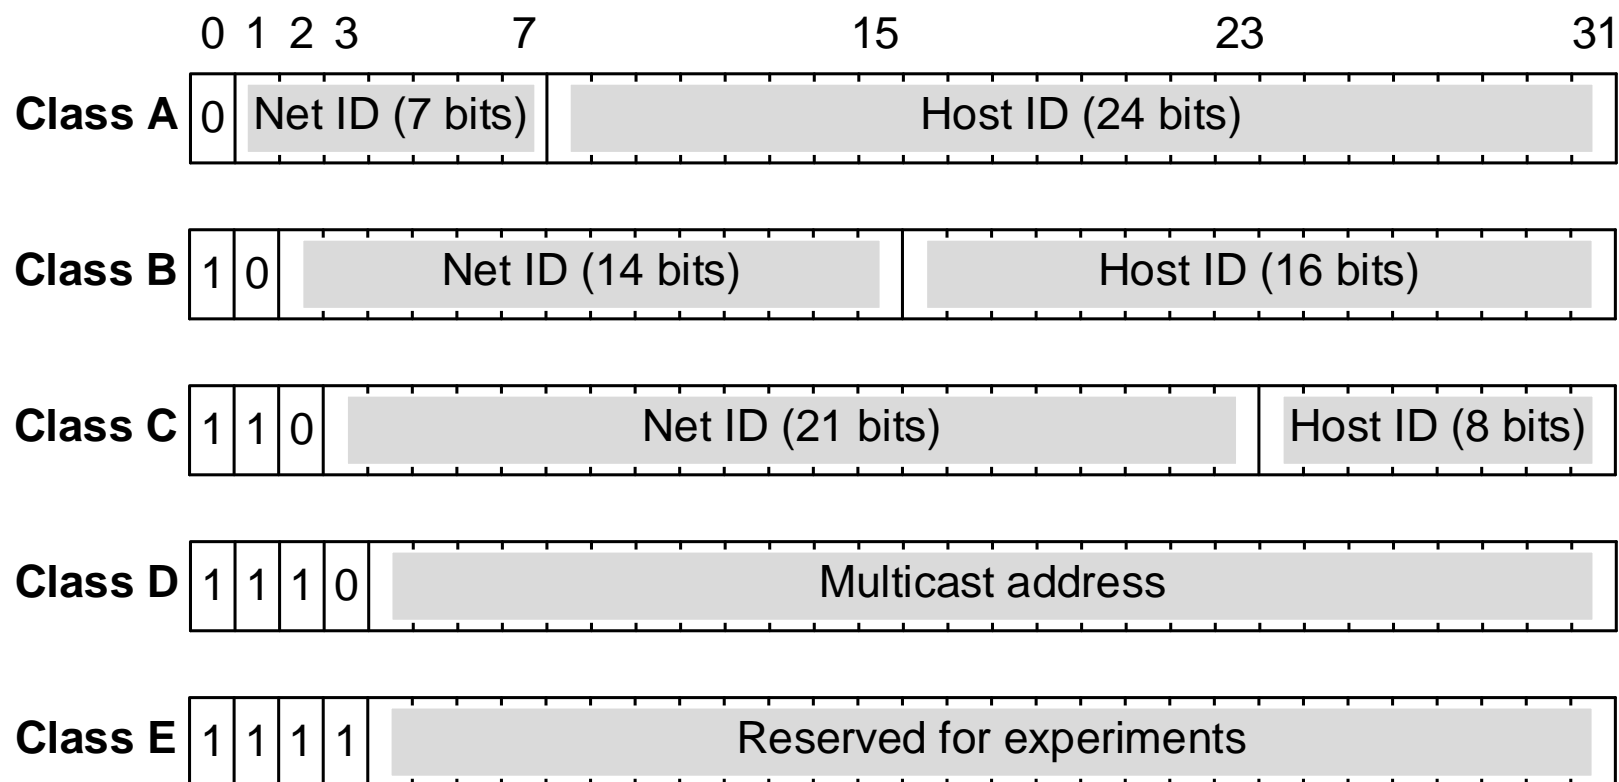 0 1 2 3 7 15 23 31
Class A 0 Net ID (7 bits) Host ID (24 bits)
Class B 1 0 Net ID (14 bits) Host ID (16 bits)
Class C 1 1 0 Net ID (21 bits) Host ID (8 bits)
Class D 1 1 1 0 Multicast address
Class E 1 1 1 1 Reserved for experiments